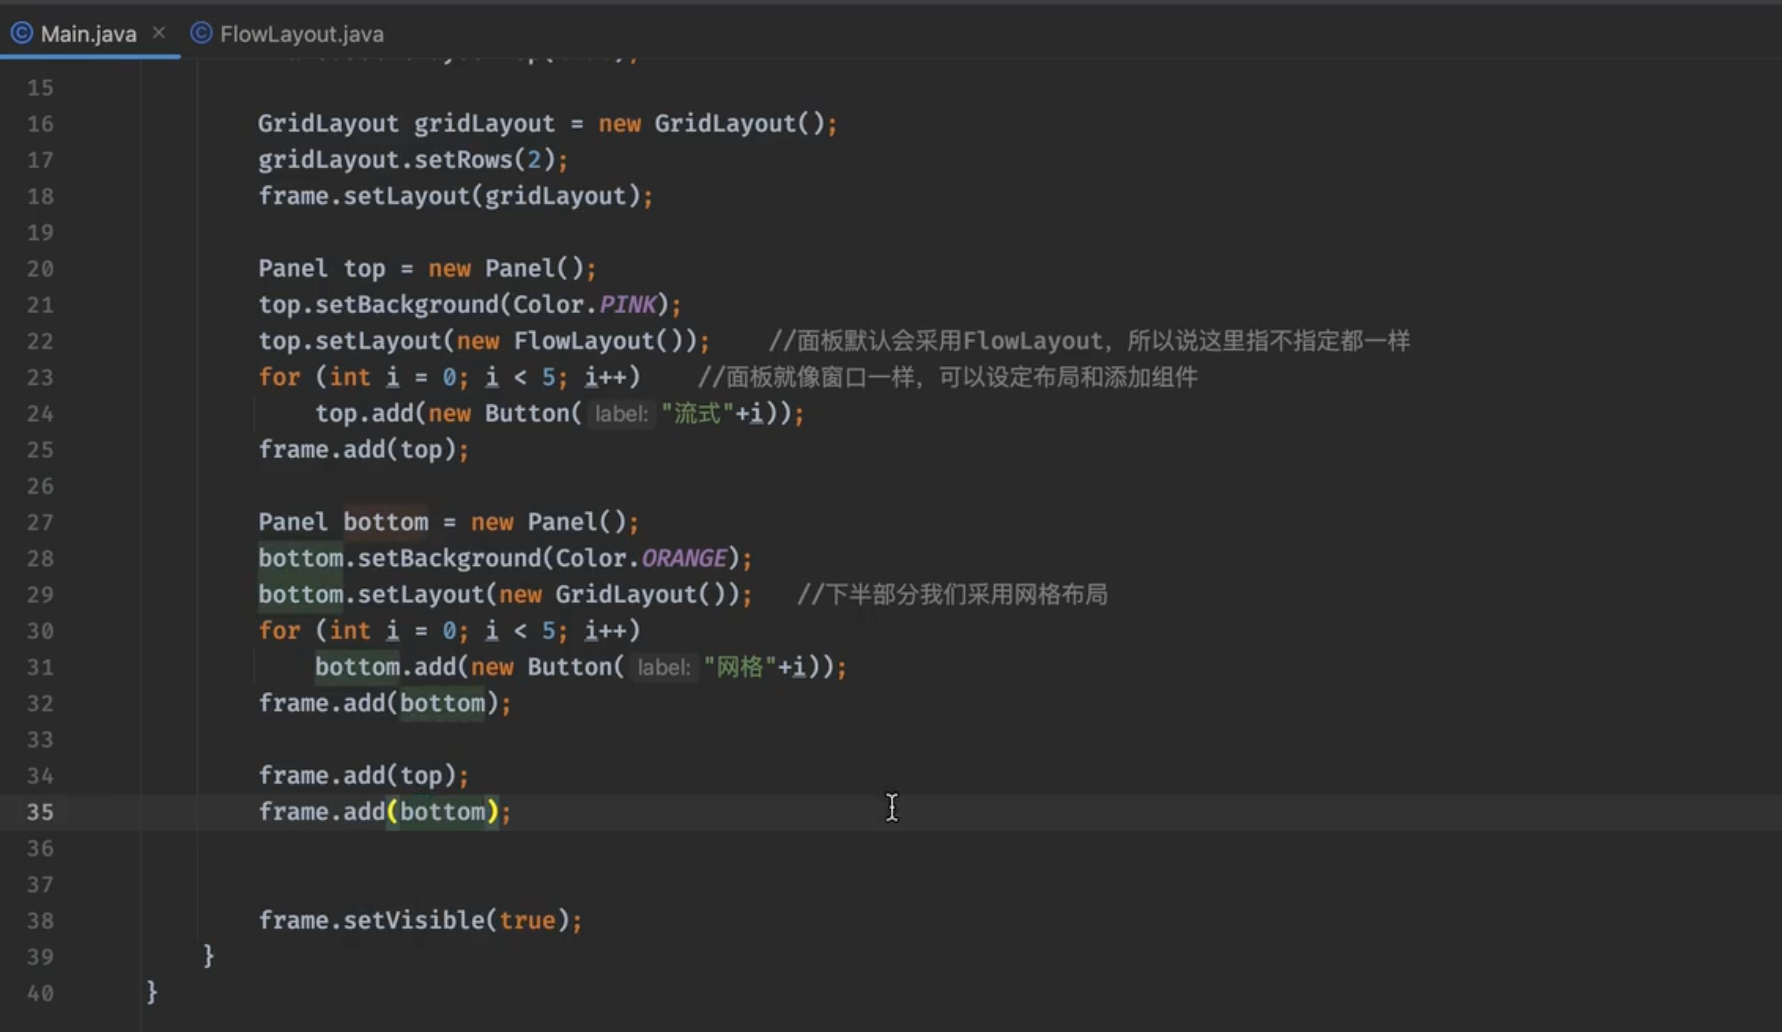 Main.java × FlowLayout.java
15
16 GridLayout gridLayout = new GridLayout();
17 gridLayout.setRows(2);
18 frame.setLayout(gridLayout);
19
20 Panel top = new Panel();
21 top.setBackground(Color.PINK);
22 top.setLayout(new FlowLayout()); //面板默认会采用FlowLayout，所以说这里指不指定都一样
23 for (int i = 0; i < 5; i++) //面板就像窗口一样，可以设定布局和添加组件
24 top.add(new Button( label: "流式"+i));
25 frame.add(top);
26
27 Panel bottom = new Panel();
28 bottom.setBackground(Color.ORANGE);
29 bottom.setLayout(new GridLayout()); //下半部分我们采用网格布局
30 for (int i = 0; i < 5; i++)
31 bottom.add(new Button( label: "网格"+i));
32 frame.add(bottom);
33
34 frame.add(top);
35 frame.add(bottom);
36
37
38 frame.setVisible(true);
39 }
40 }